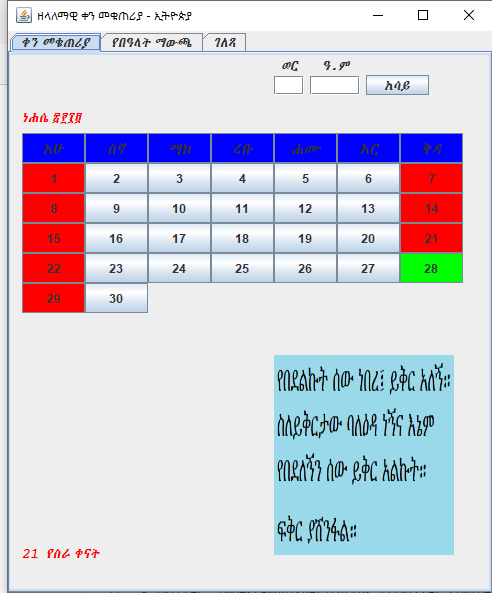 ዘላለማዊ ቀን መቁጠሪያ - ኢትዮጵያ
ቀን መቁጠሪያ የበዓላት ማውጫ ገለጻ
ወር ዓ.ም
አሳይ
ነሐሴ ፳፻፲፱
እሁ ሰኛ ማክ ረቡ ሐሙ አር ቅዳ
1 2 3 4 5 6 7
8 9 10 11 12 13 14
15 16 17 18 19 20 21
22 23 24 25 26 27 28
29 30
የበደልኩት ሰው ነበረ፤ ይቅር አለኝ።
ስለይቅርታው ባለዕዳ ነኝና እኔም
የበደለኝን ሰው ይቅር አልኩት።
ፍቅር ያሸንፋል።
21 የስራ ቀናት